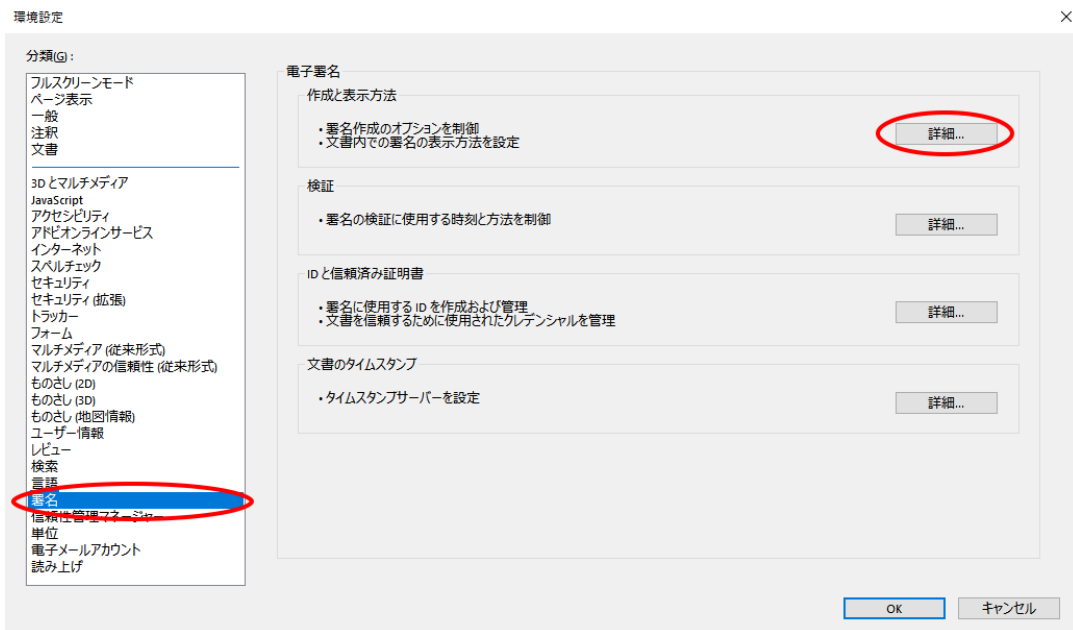 環境設定
分類(G):
フルスクリーンモード
ページ表示
一般
注釈
文書
3D とマルチメディア
JavaScript
アクセシビリティ
アドビオンラインサービス
インターネット
スペルチェック
セキュリティ
セキュリティ (拡張)
トラッカー
フォーム
マルチメディア (従来形式)
マルチメディアの信頼性 (従来形式)
ものさし (2D)
ものさし (3D)
ものさし (地図情報)
ユーザー情報
レビュー
検索
言語
署名
信頼性管理マネージャー
単位
電子メールアカウント
読み上げ
電子署名
作成と表示方法
・署名作成のオプションを制御
・文書内での署名の表示方法を設定
詳細...
検証
・署名の検証に使用する時刻と方法を制御
詳細...
ID と信頼済み証明書
・署名に使用する ID を作成および管理
・文書を信頼するために使用されたクレデンシャルを管理
詳細...
文書のタイムスタンプ
・タイムスタンプサーバーを設定
詳細...
OK
キャンセル